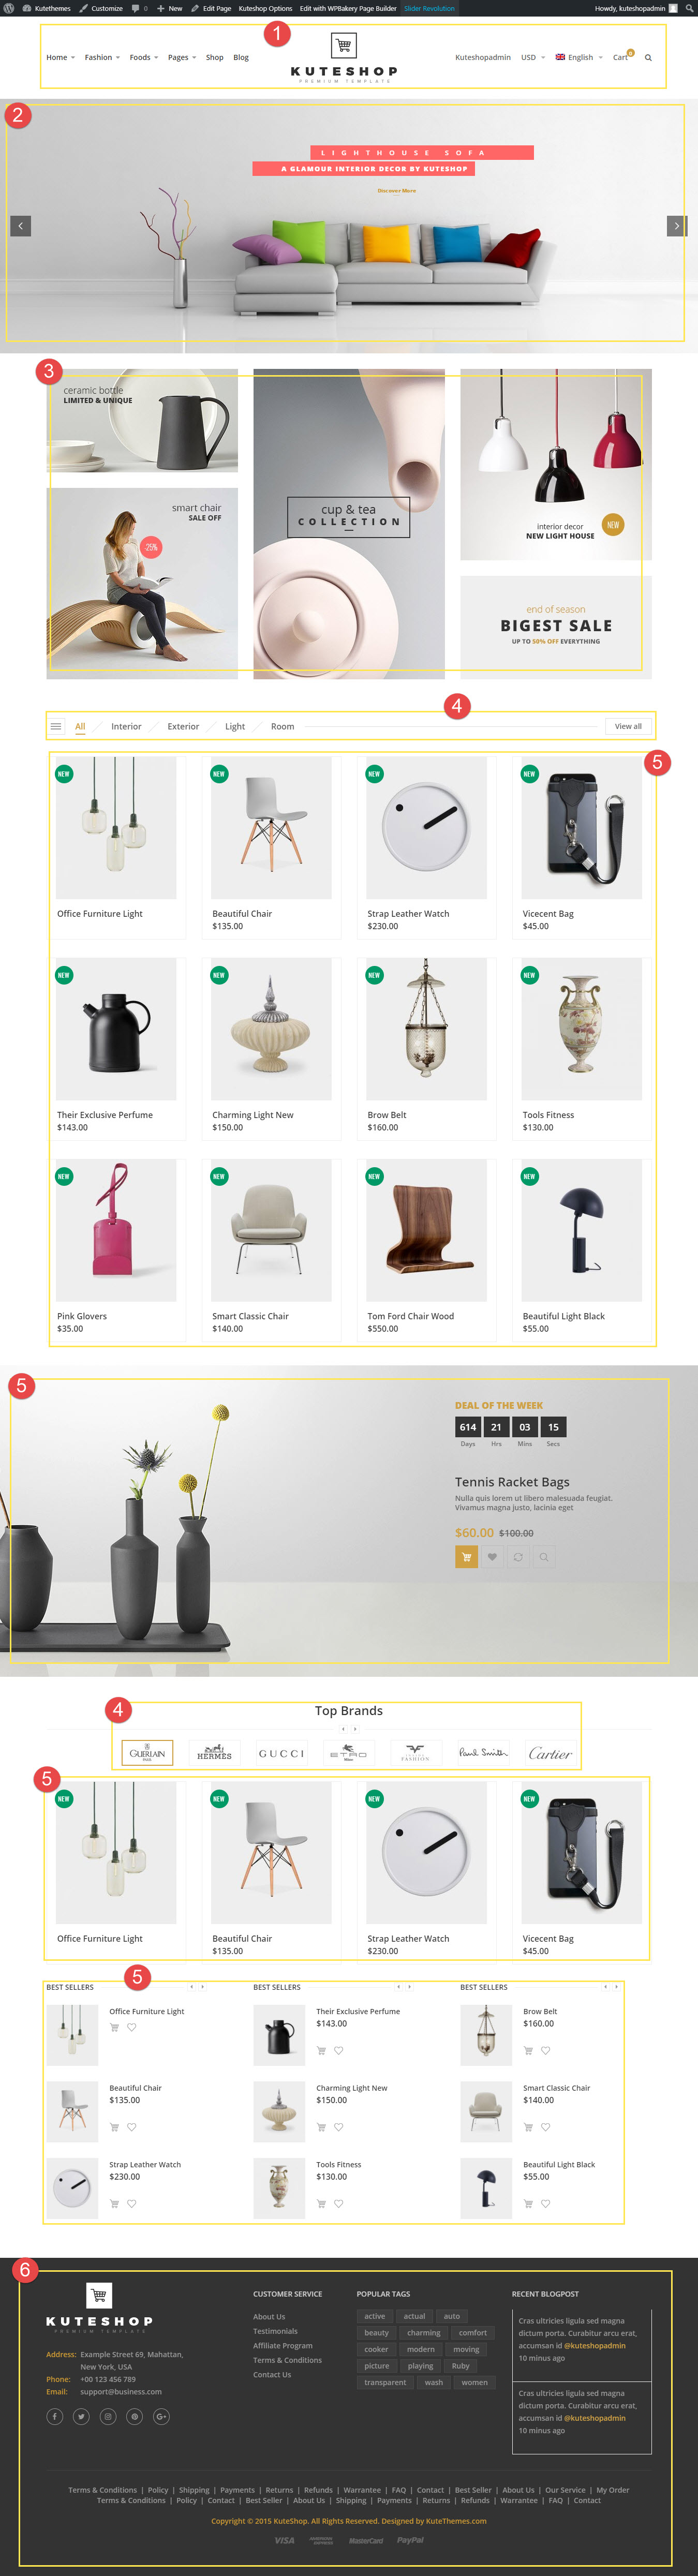 Kutethemes Customize 0 New Edit Page Kuteshop Options Edit with WPBakery Page Builder Slider Revolution Howdy, kuteshopadmin
1
Home Fashion Foods Pages Shop Blog
KUTESHOP
PREMIUM TEMPLATE
Kuteshopadmin USD English Cart 0
2
LIGHTHOUSE SOFA
A GLAMOUR INTERIOR DECOR BY KUTESHOP
Discover More
3
ceramic bottle
LIMITED & UNIQUE
smart chair
SALE OFF
-25%
cup & tea
COLLECTION
interior decor
NEW LIGHT HOUSE
NEW
end of season
BIGEST SALE
UP TO 50% OFF EVERYTHING
4
All Interior Exterior Light Room View all
5
NEW NEW NEW NEW
Office Furniture Light Beautiful Chair Strap Leather Watch Vicecent Bag
$135.00 $230.00 $45.00
NEW NEW NEW NEW
Their Exclusive Perfume Charming Light New Brow Belt Tools Fitness
$143.00 $150.00 $160.00 $130.00
NEW NEW NEW NEW
Pink Glovers Smart Classic Chair Tom Ford Chair Wood Beautiful Light Black
$35.00 $140.00 $550.00 $55.00
5
DEAL OF THE WEEK
614 21 03 15
Days Hrs Mins Secs
Tennis Racket Bags
Nulla quis lorem ut libero malesuada feugiat.
Vivamus magna justo, lacinia eget
$60.00 $100.00
4
Top Brands
GUERLAIN HERMÈS GUCCI ETRO FASHION Paul Smith Cartier
PARIS Milano
5
NEW NEW NEW NEW
Office Furniture Light Beautiful Chair Strap Leather Watch Vicecent Bag
$135.00 $230.00 $45.00
5
BEST SELLERS BEST SELLERS BEST SELLERS
Office Furniture Light Their Exclusive Perfume Brow Belt
$143.00 $160.00
Beautiful Chair Charming Light New Smart Classic Chair
$135.00 $150.00 $140.00
Strap Leather Watch Tools Fitness Beautiful Light Black
$230.00 $130.00 $55.00
6
KUTESHOP
PREMIUM TEMPLATE
Address: Example Street 69, Mahattan,
New York, USA
Phone: +00 123 456 789
Email: support@business.com
CUSTOMER SERVICE
About Us
Testimonials
Affiliate Program
Terms & Conditions
Contact Us
POPULAR TAGS
active actual auto
beauty charming comfort
cooker modern moving
picture playing Ruby
transparent wash women
RECENT BLOGPOST
Cras ultricies ligula sed magna
dictum porta. Curabitur arcu erat,
accumsan id @kuteshopadmin
10 minus ago
Cras ultricies ligula sed magna
dictum porta. Curabitur arcu erat,
accumsan id @kuteshopadmin
10 minus ago
Terms & Conditions | Policy | Shipping | Payments | Returns | Refunds | Warrantee | FAQ | Contact | Best Seller | About Us | Our Service | My Order
Terms & Conditions | Policy | Contact | Best Seller | About Us | Shipping | Payments | Returns | Refunds | Warrantee | FAQ | Contact
Copyright © 2015 KuteShop. All Rights Reserved. Designed by KuteThemes.com
VISA AMERICAN EXPRESS MasterCard PayPal